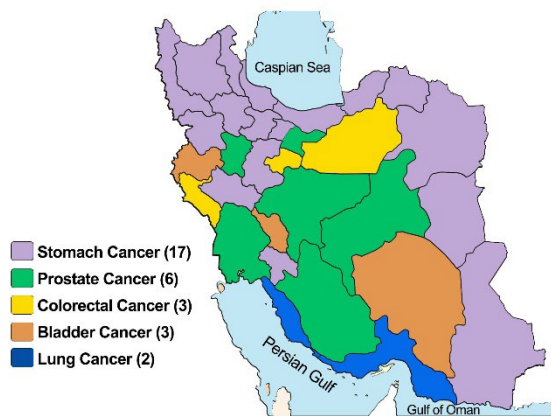 Caspian Sea
Stomach Cancer (17)
Prostate Cancer (6)
Colorectal Cancer (3)
Bladder Cancer (3)
Lung Cancer (2)
Persian Gulf
Gulf of Oman